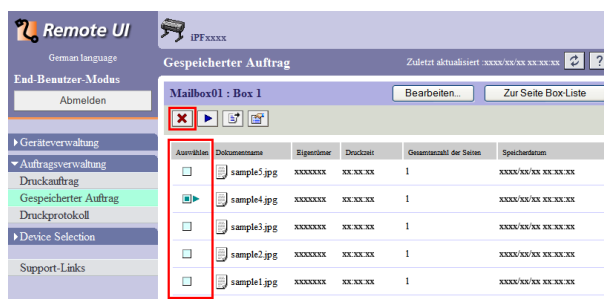 Remote UI
iPFxxxx
German language
Gespeicherter Auftrag
Zuletzt aktualisiert :xxxx/xx/xx xx:xx:xx
?
End-Benutzer-Modus
Abmelden
Mailbox01 : Box 1
Bearbeiten...
Zur Seite Box-Liste
Geräteverwaltung
Auftragsverwaltung
Druckauftrag
Gespeicherter Auftrag
Druckprotokoll
Device Selection
Support-Links
Auswählen Dokumentname Eigentümer Druckzeit Gesamtanzahl der Seiten Speicherdatum
sample5.jpg xxxxxxx xx:xx:xx 1 xxxx/xx/xx xx:xx:xx
sample4.jpg xxxxxxx xx:xx:xx 1 xxxx/xx/xx xx:xx:xx
sample3.jpg xxxxxxx xx:xx:xx 1 xxxx/xx/xx xx:xx:xx
sample2.jpg xxxxxxx xx:xx:xx 1 xxxx/xx/xx xx:xx:xx
sample1.jpg xxxxxxx xx:xx:xx 1 xxxx/xx/xx xx:xx:xx